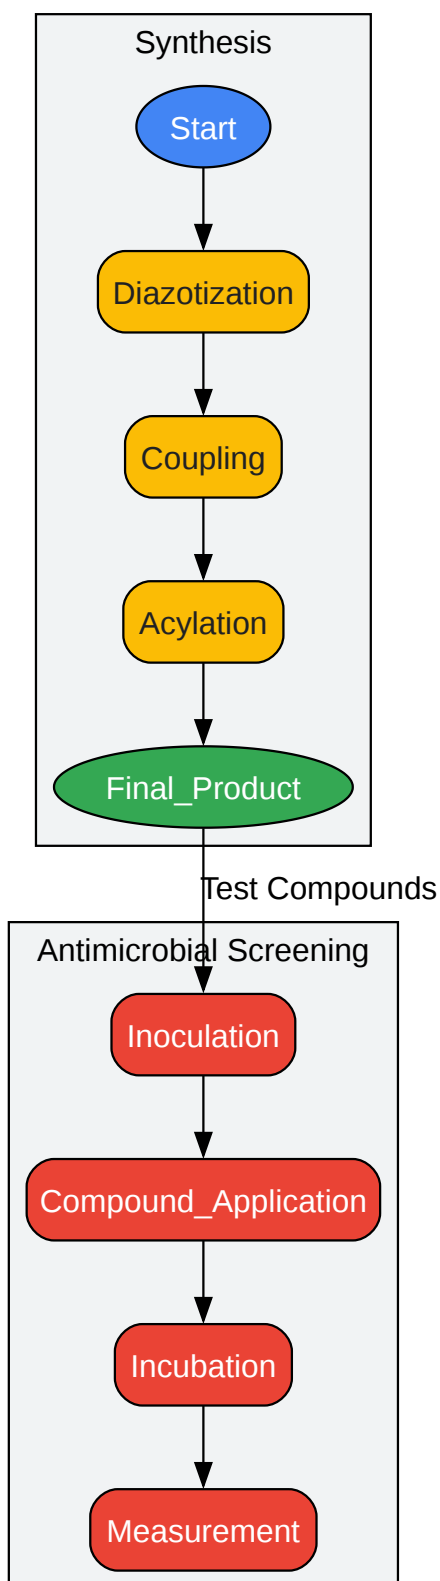 Synthesis
Start
Diazotization
Coupling
Acylation
Final_Product
Test Compounds
Antimicrobial Screening
Inoculation
Compound_Application
Incubation
Measurement